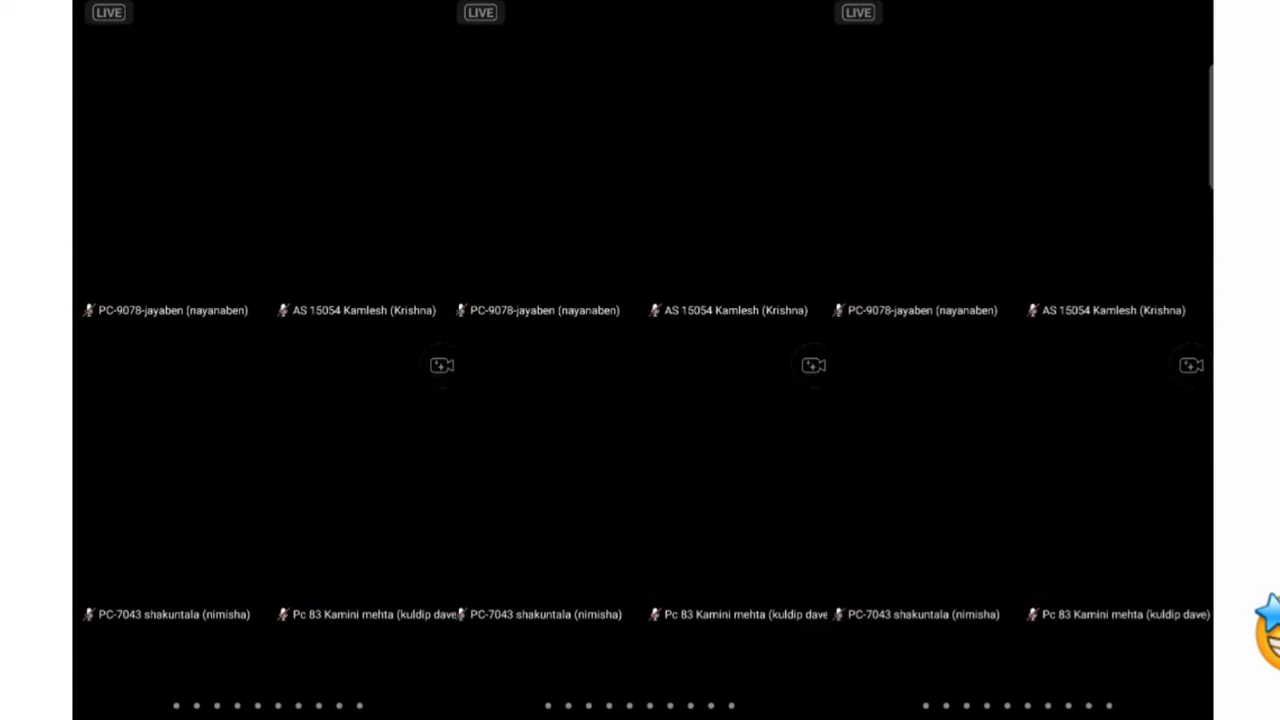 LIVE LIVE LIVE
PC-9078-jayaben (nayanaben) AS 15054 Kamlesh (Krishna) PC-9078-jayaben (nayanaben) AS 15054 Kamlesh (Krishna) PC-9078-jayaben (nayanaben) AS 15054 Kamlesh (Krishna)
PC-7043 shakuntala (nimisha) Pc 83 Kamini mehta (kuldip dave PC-7043 shakuntala (nimisha) Pc 83 Kamini mehta (kuldip dave PC-7043 shakuntala (nimisha) Pc 83 Kamini mehta (kuldip dave)